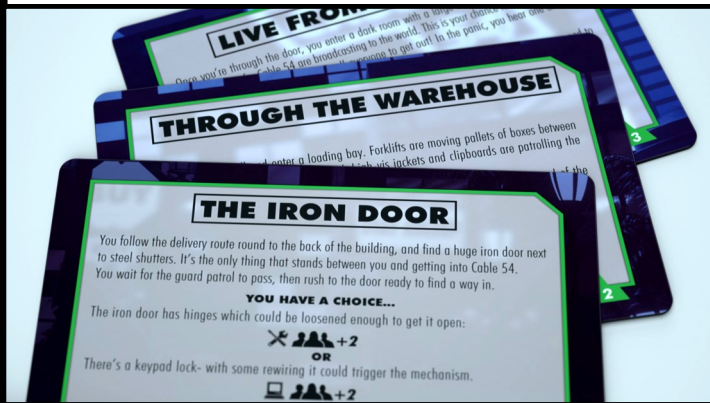 LIVE FROM
Once you're through the door, you enter a dark room with a
Cable 54 are broadcasting to the world. This is your chance
to get out! In the panic, you hear one
to
3
THROUGH THE WAREHOUSE
enter a loading bay. Forklifts are moving pallets of boxes between
vis jackets and clipboards are patrolling the
of the
2
THE IRON DOOR
You follow the delivery route round to the back of the building, and find a huge iron door next
to steel shutters. It's the only thing that stands between you and getting into Cable 54.
You wait for the guard patrol to pass, then rush to the door ready to find a way in.
YOU HAVE A CHOICE...
The iron door has hinges which could be loosened enough to get it open:
+2
OR
There's a keypad lock- with some rewiring it could trigger the mechanism.
+2